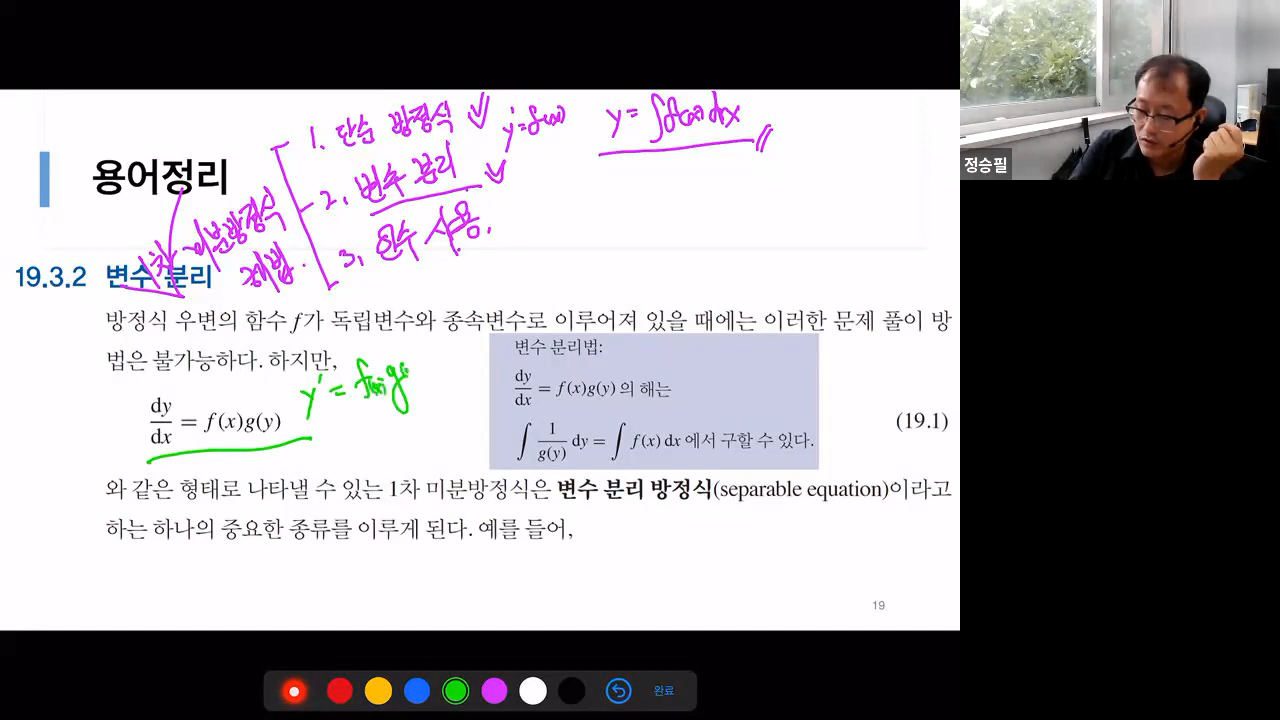 1. 단순 방정식 y'=f(x) y = ∫f(x) dx
용어정리
2. 변수 분리
1차 미분방정식
해법.
3. 인수 사용.
19.3.2 변수 분리
방정식 우변의 함수 f가 독립변수와 종속변수로 이루어져 있을 때에는 이러한 문제 풀이 방
법은 불가능하다. 하지만,
dy/dx = f(x)g(y)
y' = f(x)g
변수 분리법:
dy/dx = f(x)g(y) 의 해는
∫ 1/g(y) dy = ∫ f(x) dx 에서 구할 수 있다.
(19.1)
와 같은 형태로 나타낼 수 있는 1차 미분방정식은 변수 분리 방정식(separable equation)이라고
하는 하나의 중요한 종류를 이루게 된다. 예를 들어,
19
정승필
완료